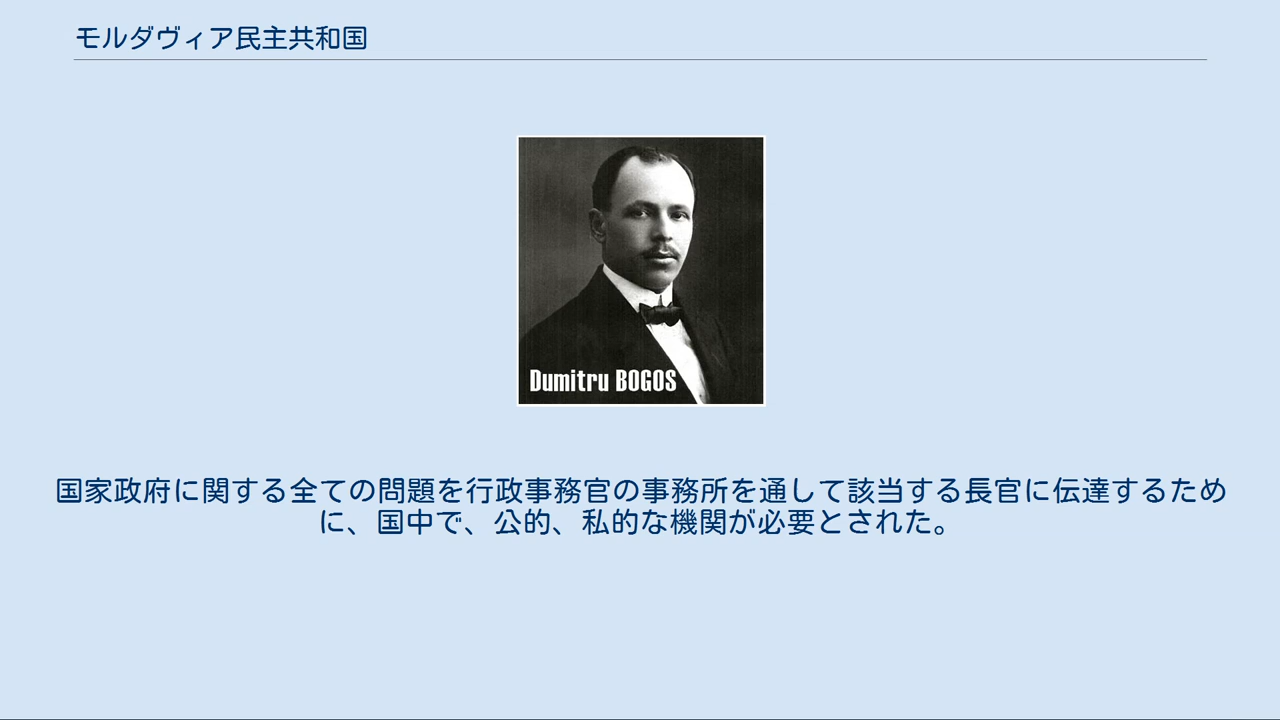 モルダヴィア民主共和国
Dumitru BOGOS
国家政府に関する全ての問題を行政事務官の事務所を通して該当する長官に伝達するため
に、国中で、公的、私的な機関が必要とされた。